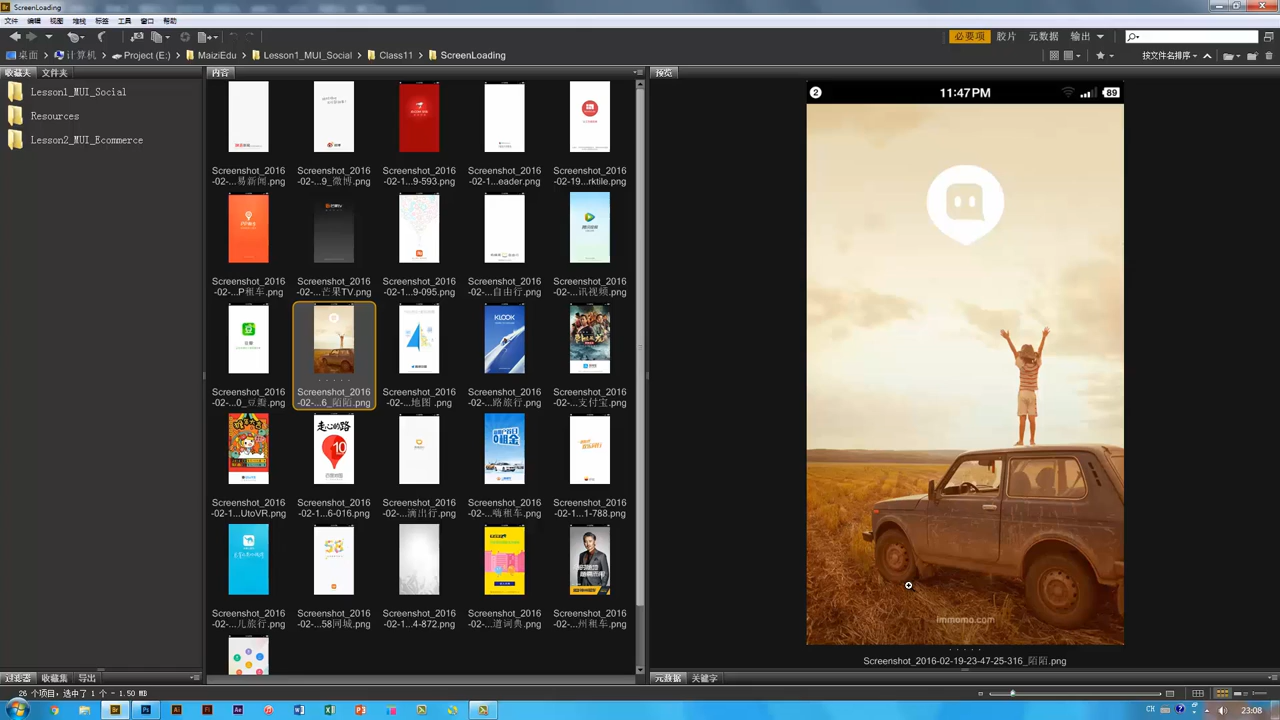 ScreenLoading
文件 编辑 视图 堆栈 标签 工具 窗口 帮助
必要项 胶片 元数据 输出
桌面 计算机 Project (E:) MaiziEdu Lesson1_MUI_Social Class11 ScreenLoading
按文件名排序
收藏夹 文件夹
内容
预览
Lesson1_MUI_Social
Resources
Lesson2_MUI_Ecommerce
Screenshot_2016 Screenshot_2016 Screenshot_2016 Screenshot_2016 Screenshot_2016
-02-...易新闻.png -02-...9_微博.png -02-1...9-593.png -02-1...eader.png -02-19...rktile.png
Screenshot_2016 Screenshot_2016 Screenshot_2016 Screenshot_2016 Screenshot_2016
-02-...P租车.png -02-...芒果TV.png -02-1...9-095.png -02-...自由行.png -02-...讯视频.png
KLOOK
Screenshot_2016 Screenshot_2016 Screenshot_2016 Screenshot_2016 Screenshot_2016
-02-...0_豆瓣.png -02-...6_陌陌.png -02-...地图 .png -02-...路旅行.png -02-...支付宝.png
走心的路
10
Screenshot_2016 Screenshot_2016 Screenshot_2016 Screenshot_2016 Screenshot_2016
-02-1...UtoVR.png -02-1...6-016.png -02-...滴出行.png -02-...嗨租车.png -02-1...1-788.png
58
Screenshot_2016 Screenshot_2016 Screenshot_2016 Screenshot_2016 Screenshot_2016
-02-...儿旅行.png -02-...58同城.png -02-1...4-872.png -02-...道词典.png -02-...州租车.png
2 11:47PM 89
immomo.com
Screenshot_2016-02-19-23-47-25-316_陌陌.png
过滤器 收藏集 导出
元数据 关键字
26 个项目, 选中了 1 个 - 1.50 MB
CH 23:08